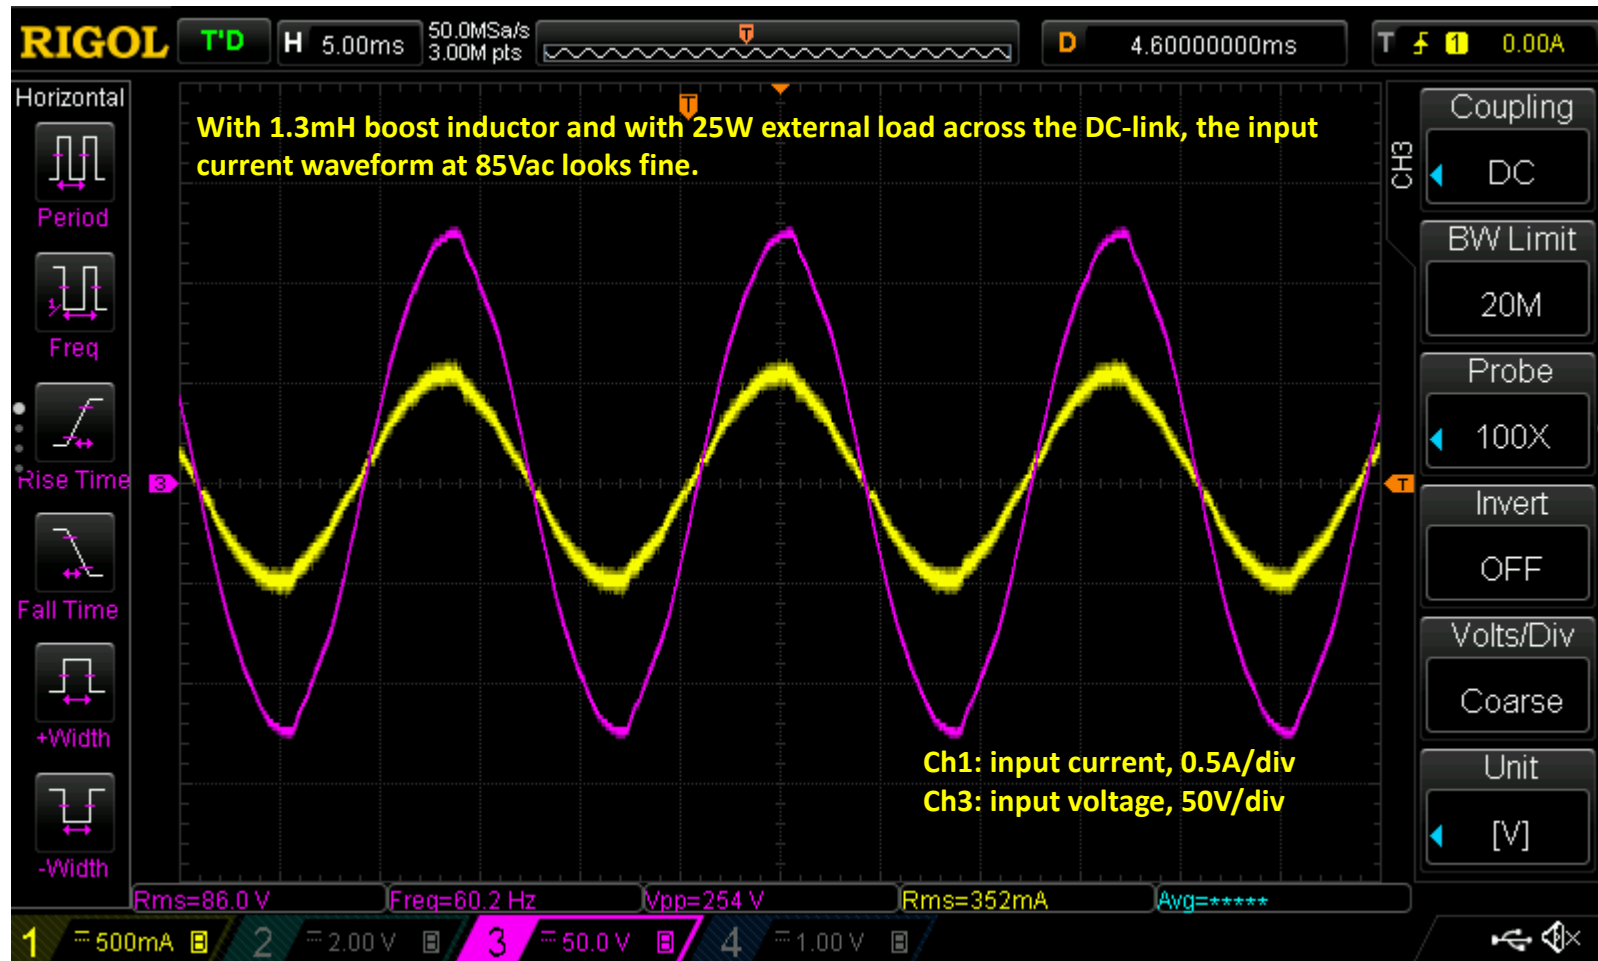 RIGOL T'D H 5.00ms 50.0MSa/s 3.00M pts T D 4.60000000ms T 1 0.00A
Horizontal
With 1.3mH boost inductor and with 25W external load across the DC-link, the input
current waveform at 85Vac looks fine.
T
Period
1/
Freq
Rise Time
Fall Time
+Width
-Width
3
T
CH3
Coupling
DC
BW Limit
20M
Probe
100X
Invert
OFF
Volts/Div
Coarse
Unit
[V]
Ch1: input current, 0.5A/div
Ch3: input voltage, 50V/div
Rms=86.0 V Freq=60.2 Hz Vpp=254 V Rms=352mA Avg=*****
1 500mA B 2 2.00 V B 3 50.0 V B 4 1.00 V B